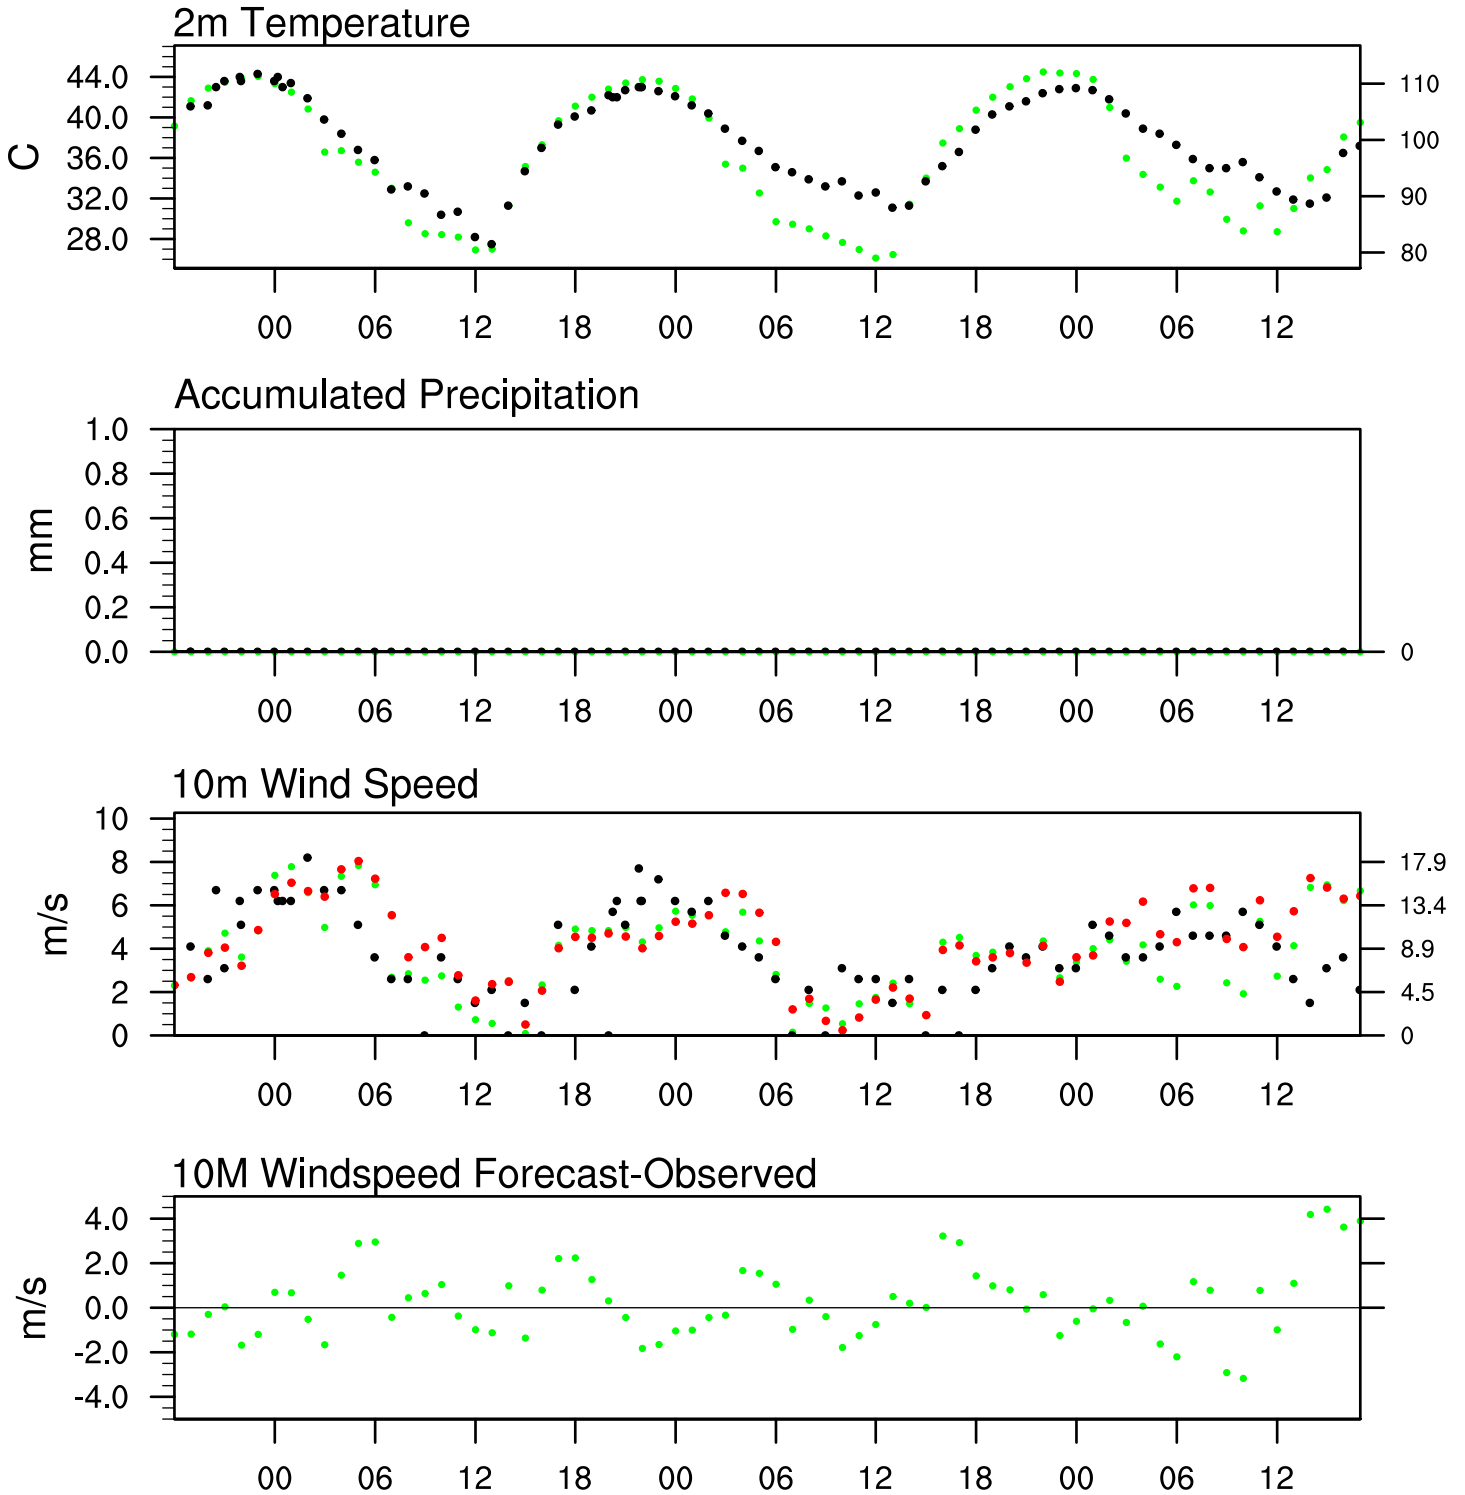 2m Temperature
44.0
40.0
36.0
32.0
28.0
C
110
100
90
80
00 06 12 18 00 06 12 18 00 06 12
Accumulated Precipitation
1.0
0.8
0.6
0.4
0.2
0.0
mm
0
00 06 12 18 00 06 12 18 00 06 12
10m Wind Speed
10
8
6
4
2
0
m/s
17.9
13.4
8.9
4.5
0
00 06 12 18 00 06 12 18 00 06 12
10M Windspeed Forecast-Observed
4.0
2.0
0.0
-2.0
-4.0
m/s
00 06 12 18 00 06 12 18 00 06 12